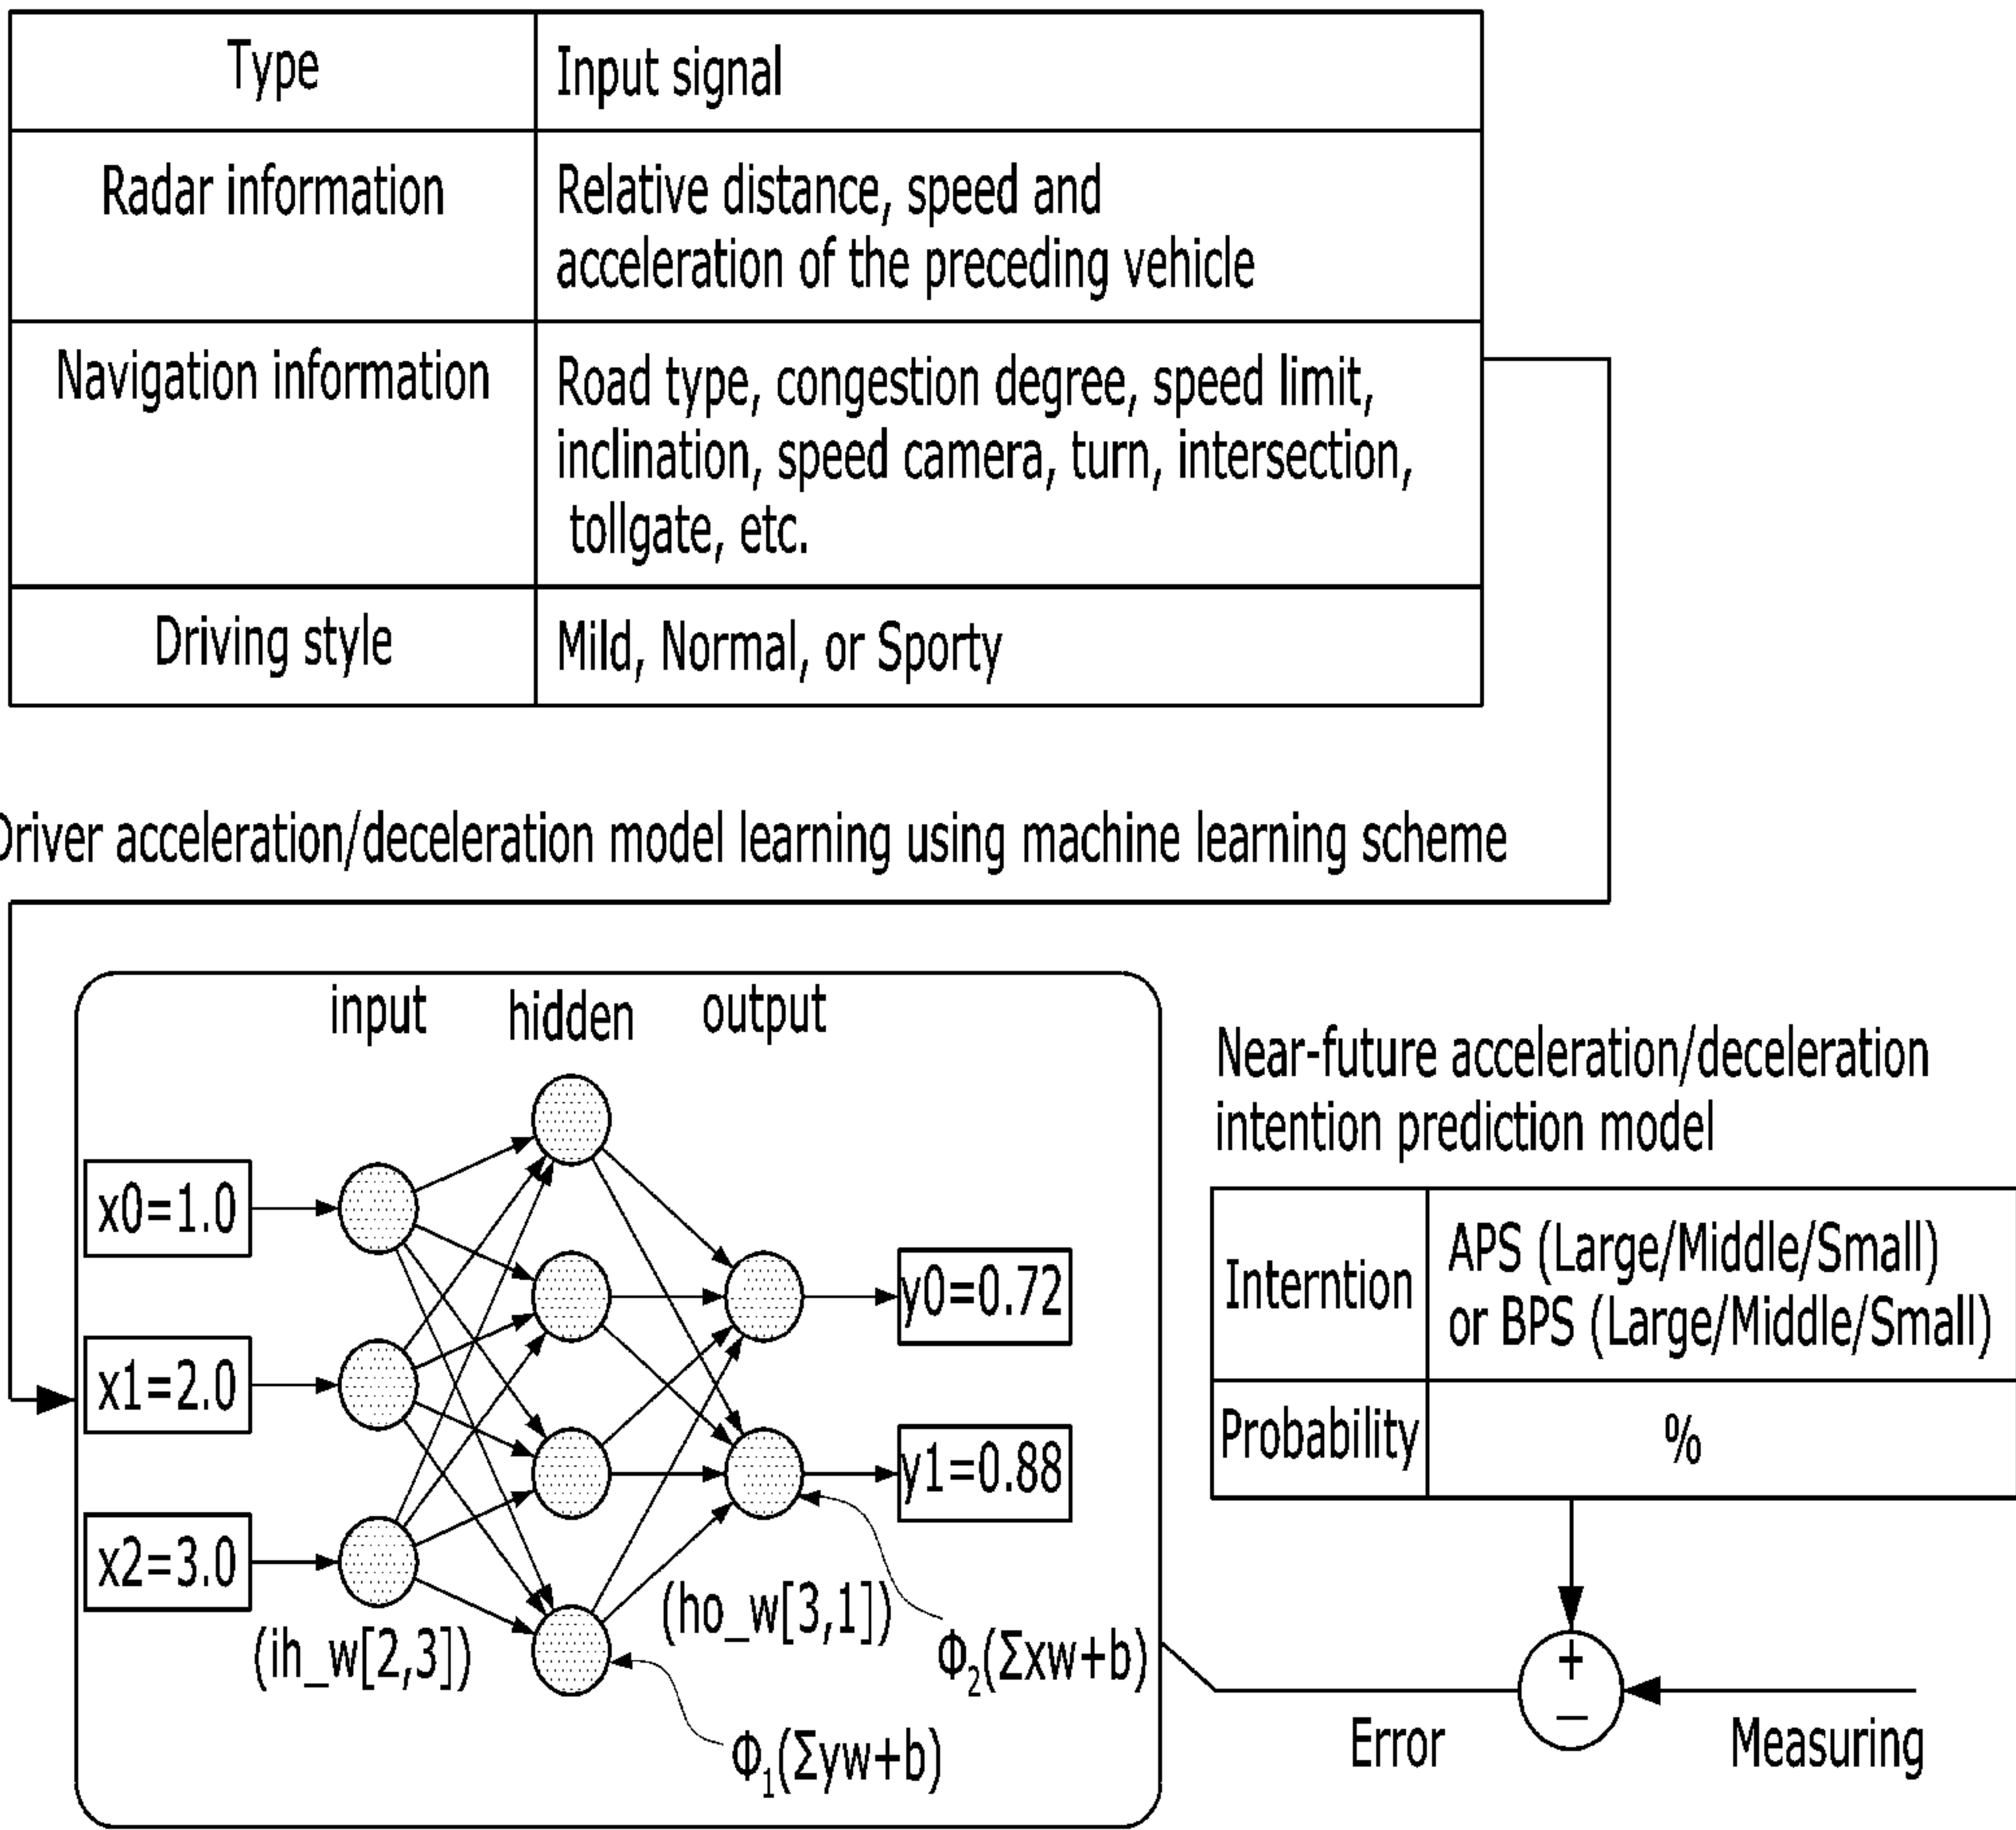 Type
Input signal
Radar information
Relative distance, speed and
acceleration of the preceding vehicle
Navigation information
Road type, congestion degree, speed limit,
inclination, speed camera, turn, intersection,
tollgate, etc.
Driving style
Mild, Normal, or Sporty
Driver acceleration/deceleration model learning using machine learning scheme
input
hidden
output
x0=1.0
x1=2.0
x2=3.0
y0=0.72
y1=0.88
(ih_w[2,3])
(ho_w[3,1])
Φ2(Σxw+b)
Φ1(Σyw+b)
Near-future acceleration/deceleration
intention prediction model
Interntion
APS (Large/Middle/Small)
or BPS (Large/Middle/Small)
Probability
%
+
−
Error
Measuring